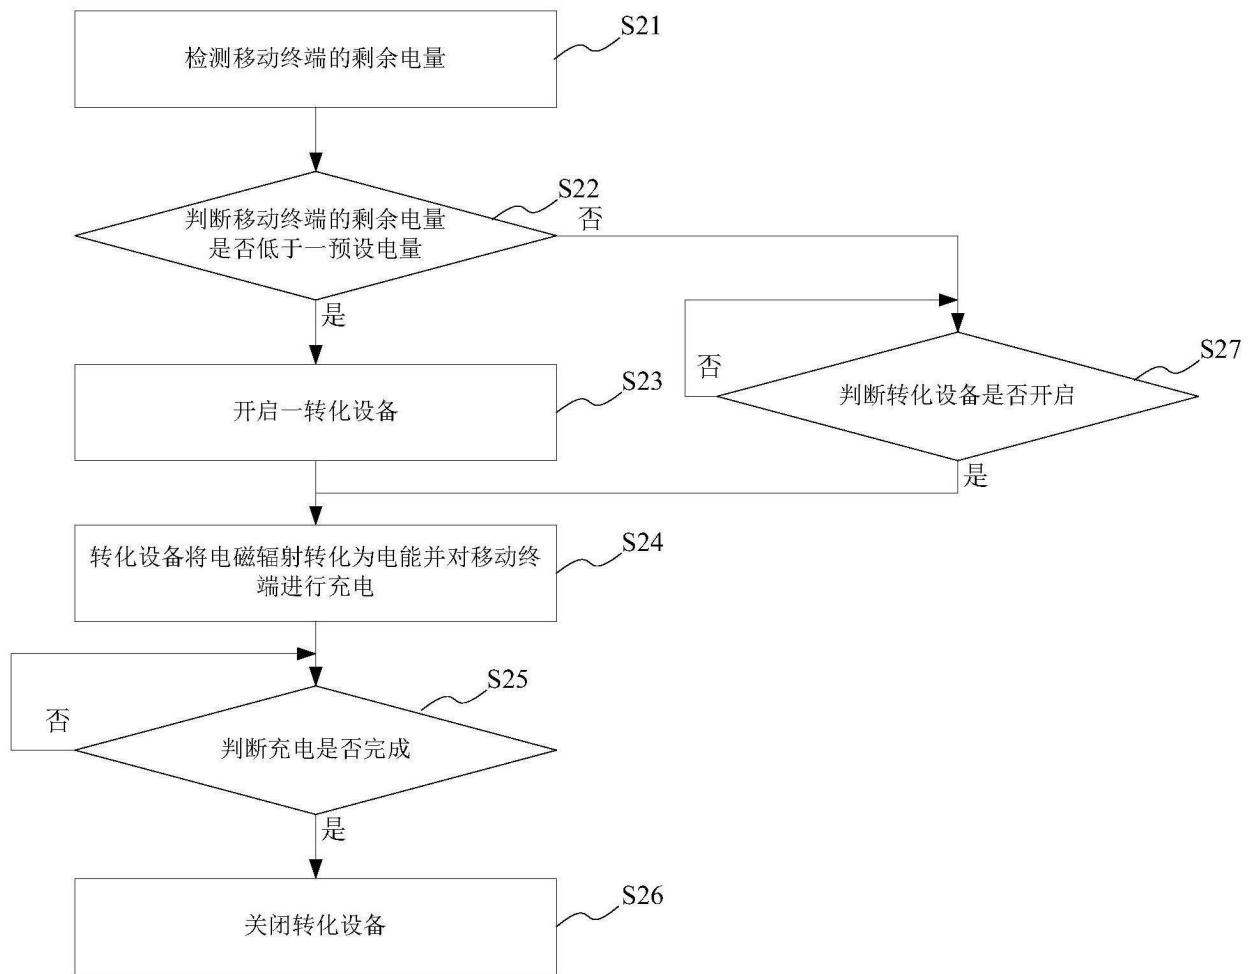 S21
检测移动终端的剩余电量
S22
判断移动终端的剩余电量
是否低于一预设电量
否
是
S27
否
判断转化设备是否开启
是
S23
开启一转化设备
S24
转化设备将电磁辐射转化为电能并对移动终
端进行充电
S25
否
判断充电是否完成
是
S26
关闭转化设备